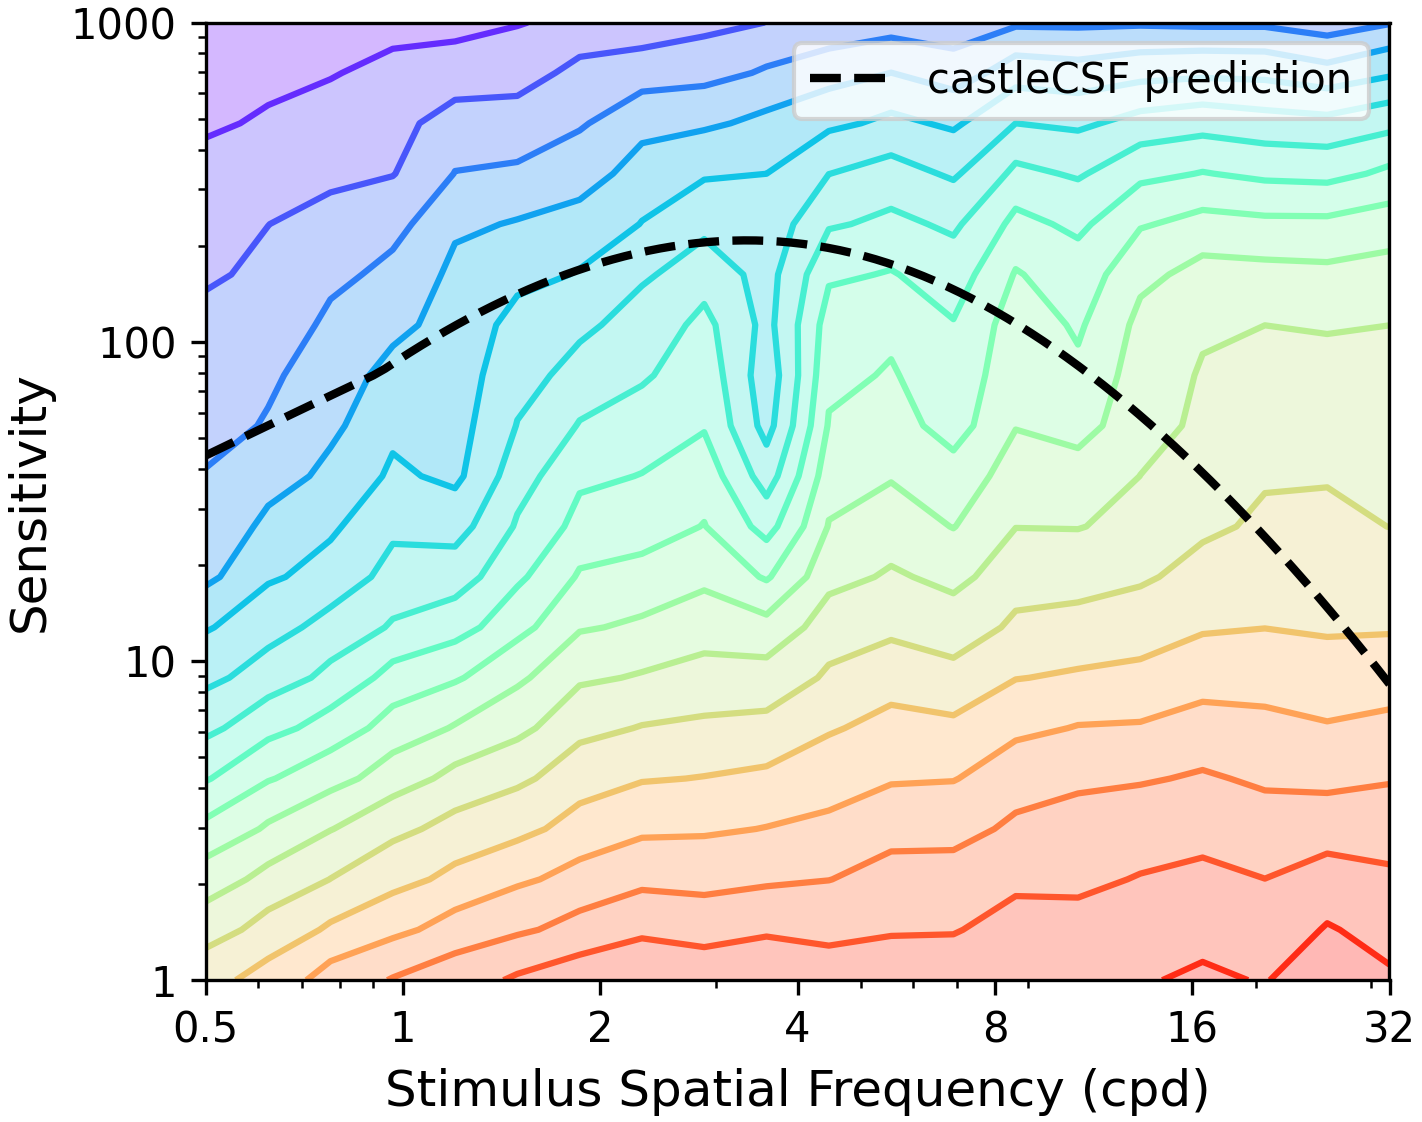 1000
castleCSF prediction
100
Sensitivity
10
1
0.5 1 2 4 8 16 32
Stimulus Spatial Frequency (cpd)